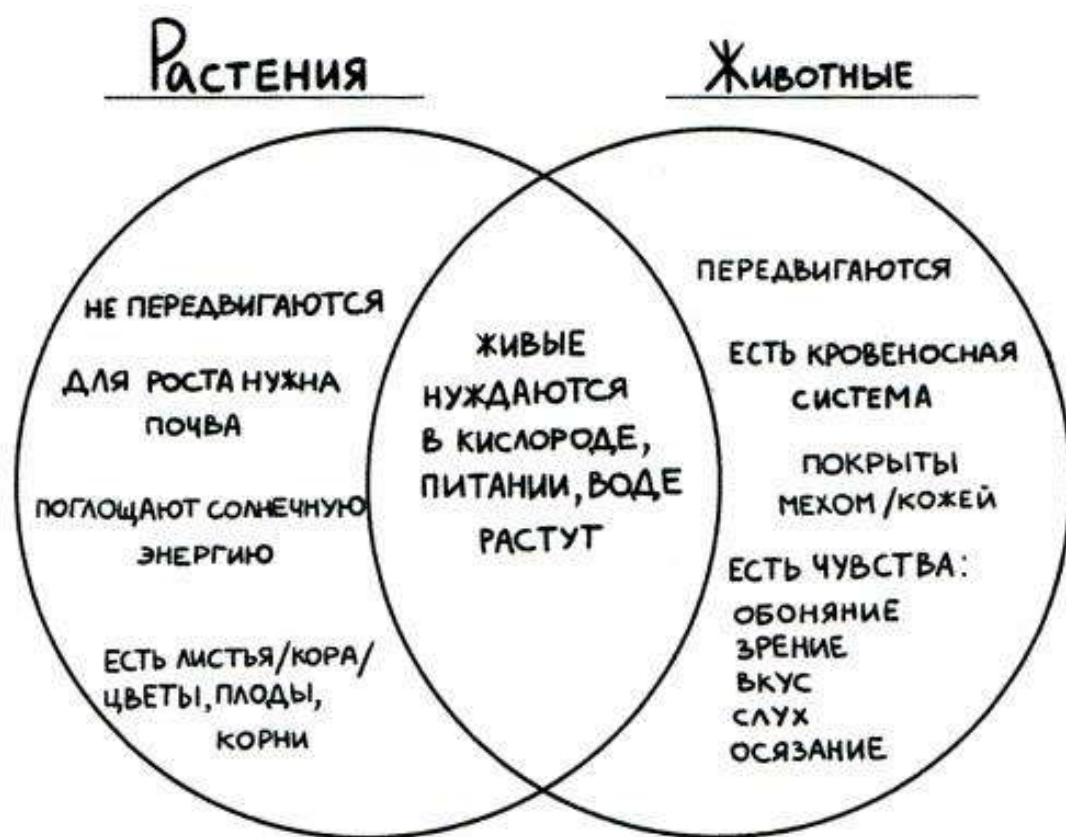 Растения
Животные
НЕ ПЕРЕДВИГАЮТСЯ
ДЛЯ РОСТА НУЖНА
ПОЧВА
ПОГЛОЩАЮТ СОЛНЕЧНУЮ
ЭНЕРГИЮ
ЕСТЬ ЛИСТЬЯ/КОРА/
ЦВЕТЫ, ПЛОДЫ,
КОРНИ
ЖИВЫЕ
НУЖДАЮТСЯ
В КИСЛОРОДЕ,
ПИТАНИИ, ВОДЕ
РАСТУТ
ПЕРЕДВИГАЮТСЯ
ЕСТЬ КРОВЕНОСНАЯ
СИСТЕМА
ПОКРЫТЫ
МЕХОМ/КОЖЕЙ
ЕСТЬ ЧУВСТВА:
ОБОНЯНИЕ
ЗРЕНИЕ
ВКУС
СЛУХ
ОСЯЗАНИЕ